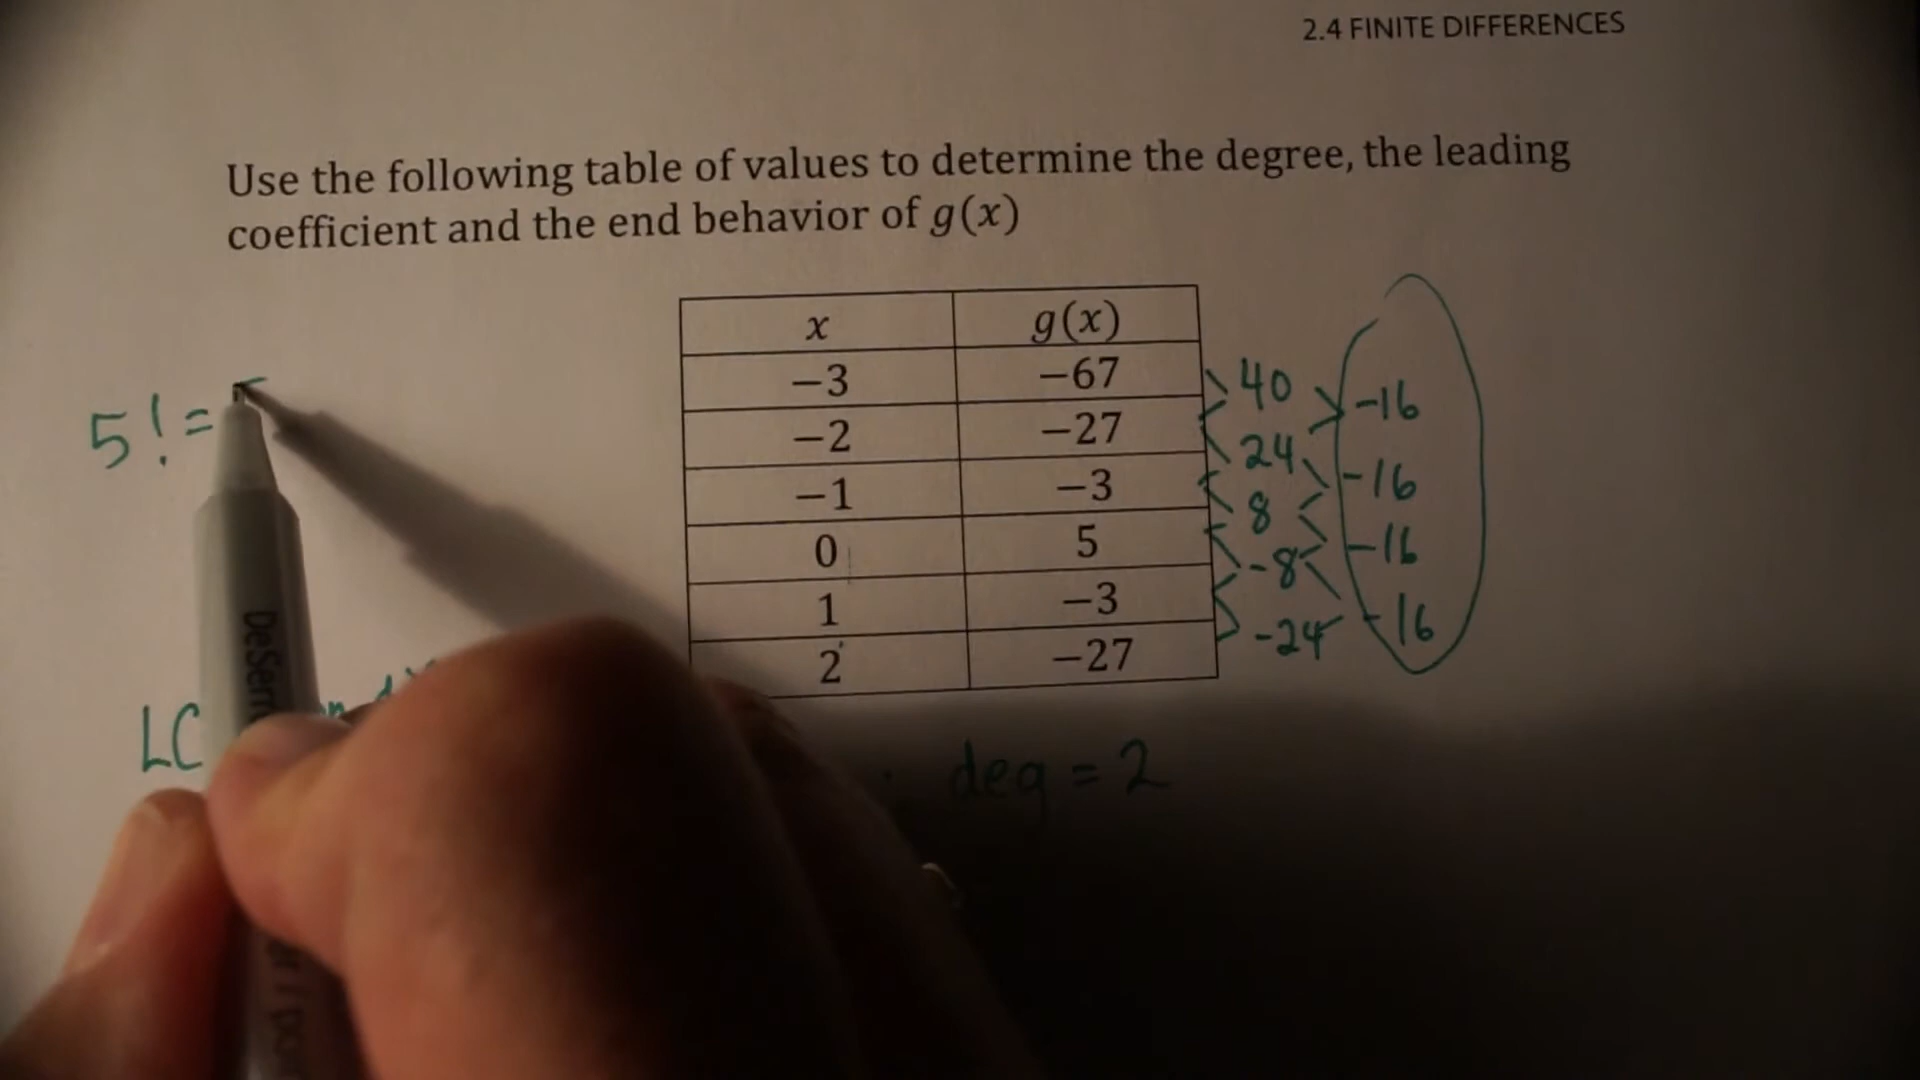 2.4 FINITE DIFFERENCES
Use the following table of values to determine the degree, the leading
coefficient and the end behavior of g(x)
x g(x)
−3 −67
−2 −27
−1 −3
0 5
1 −3
2 −27
40
24
8
-8
-24
-16
-16
-16
-16
5! =
LC
deg = 2